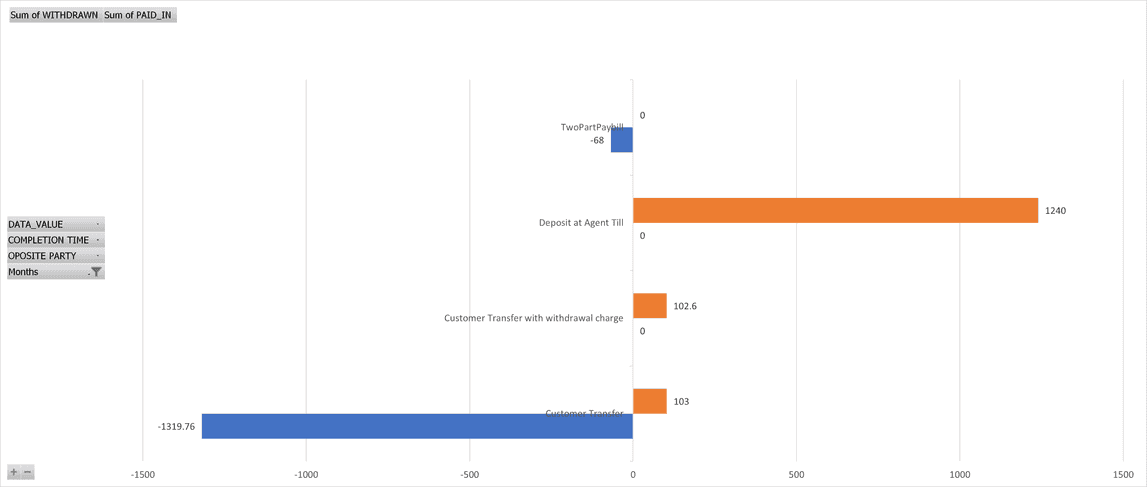 Sum of WITHDRAWN Sum of PAID_IN
0
TwoPartPaybill
-68
DATA_VALUE
COMPLETION TIME
OPOSITE PARTY
Months
Deposit at Agent Till
1240
0
Customer Transfer with withdrawal charge
102.6
0
Customer Transfer
103
-1319.76
-1500 -1000 -500 0 500 1000 1500